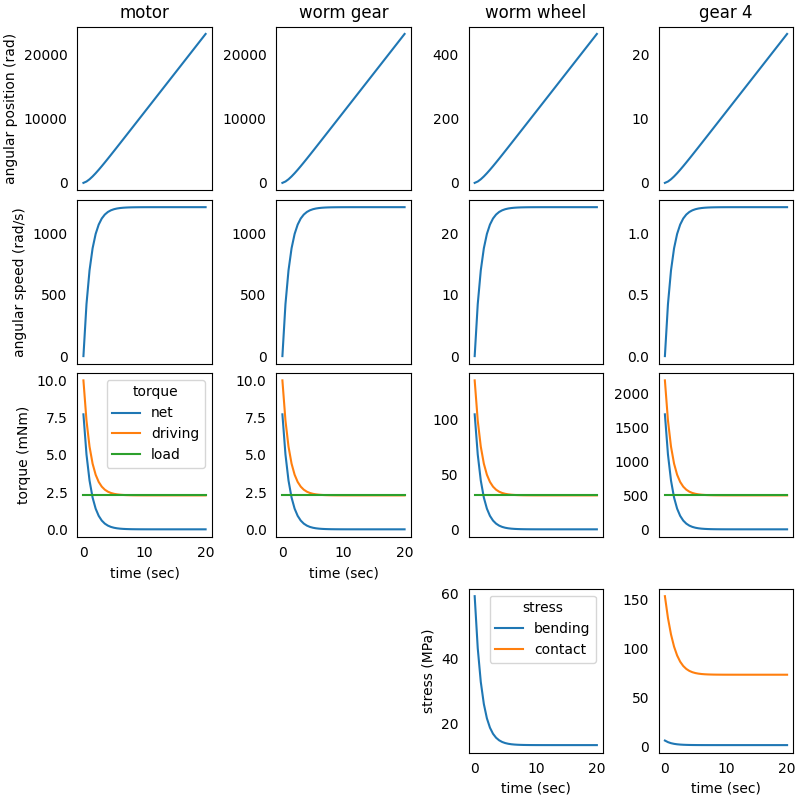 motor worm gear worm wheel gear 4
angular position (rad)
20000 20000 400 20
10000 10000 200 10
0 0 0 0
angular speed (rad/s)
1000 1000 20 1.0
500 500 10 0.5
0 0 0 0.0
torque (mNm)
10.0 10.0 2000
7.5 7.5 100 1500
5.0 5.0 50 1000
2.5 2.5 500
0.0 0.0 0 0
torque
net
driving
load
0 10 20 0 10 20
time (sec) time (sec)
stress (MPa)
60 150
40 100
20 50
0
stress
bending
contact
0 10 20 0 10 20
time (sec) time (sec)